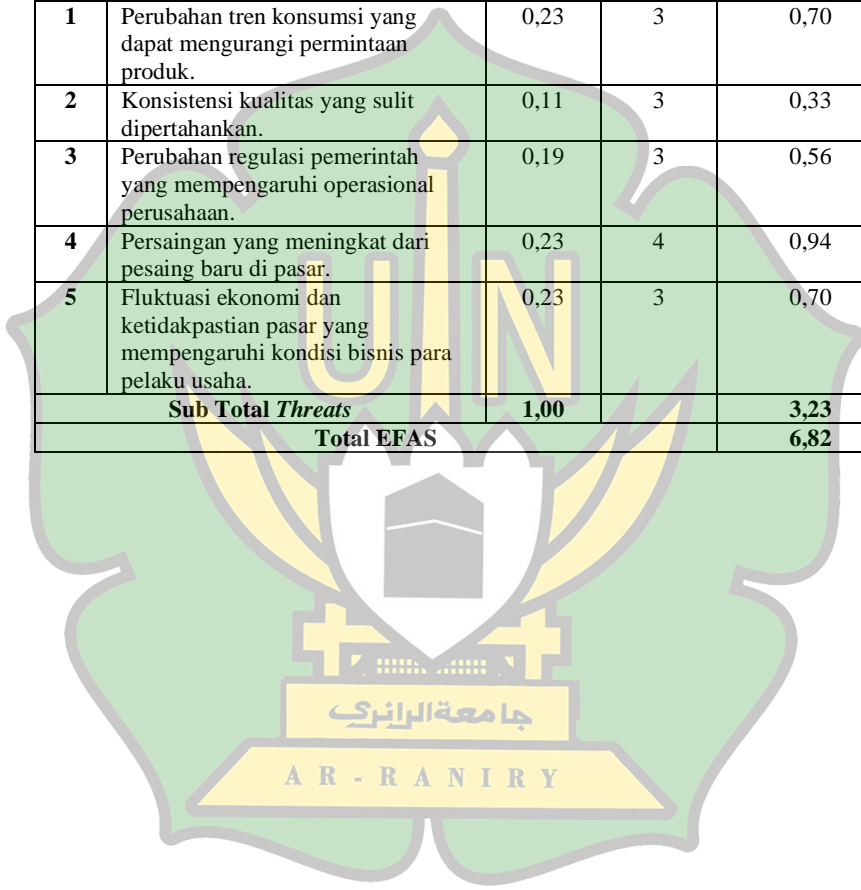 1 Perubahan tren konsumsi yang 0,23 3 0,70
dapat mengurangi permintaan
produk.
2 Konsistensi kualitas yang sulit 0,11 3 0,33
dipertahankan.
3 Perubahan regulasi pemerintah 0,19 3 0,56
yang mempengaruhi operasional
perusahaan.
4 Persaingan yang meningkat dari 0,23 4 0,94
pesaing baru di pasar.
5 Fluktuasi ekonomi dan 0,23 3 0,70
ketidakpastian pasar yang
mempengaruhi kondisi bisnis para
pelaku usaha.
Sub Total Threats 1,00 3,23
Total EFAS 6,82
UIN
جامعةالرانري
AR-RANIRY